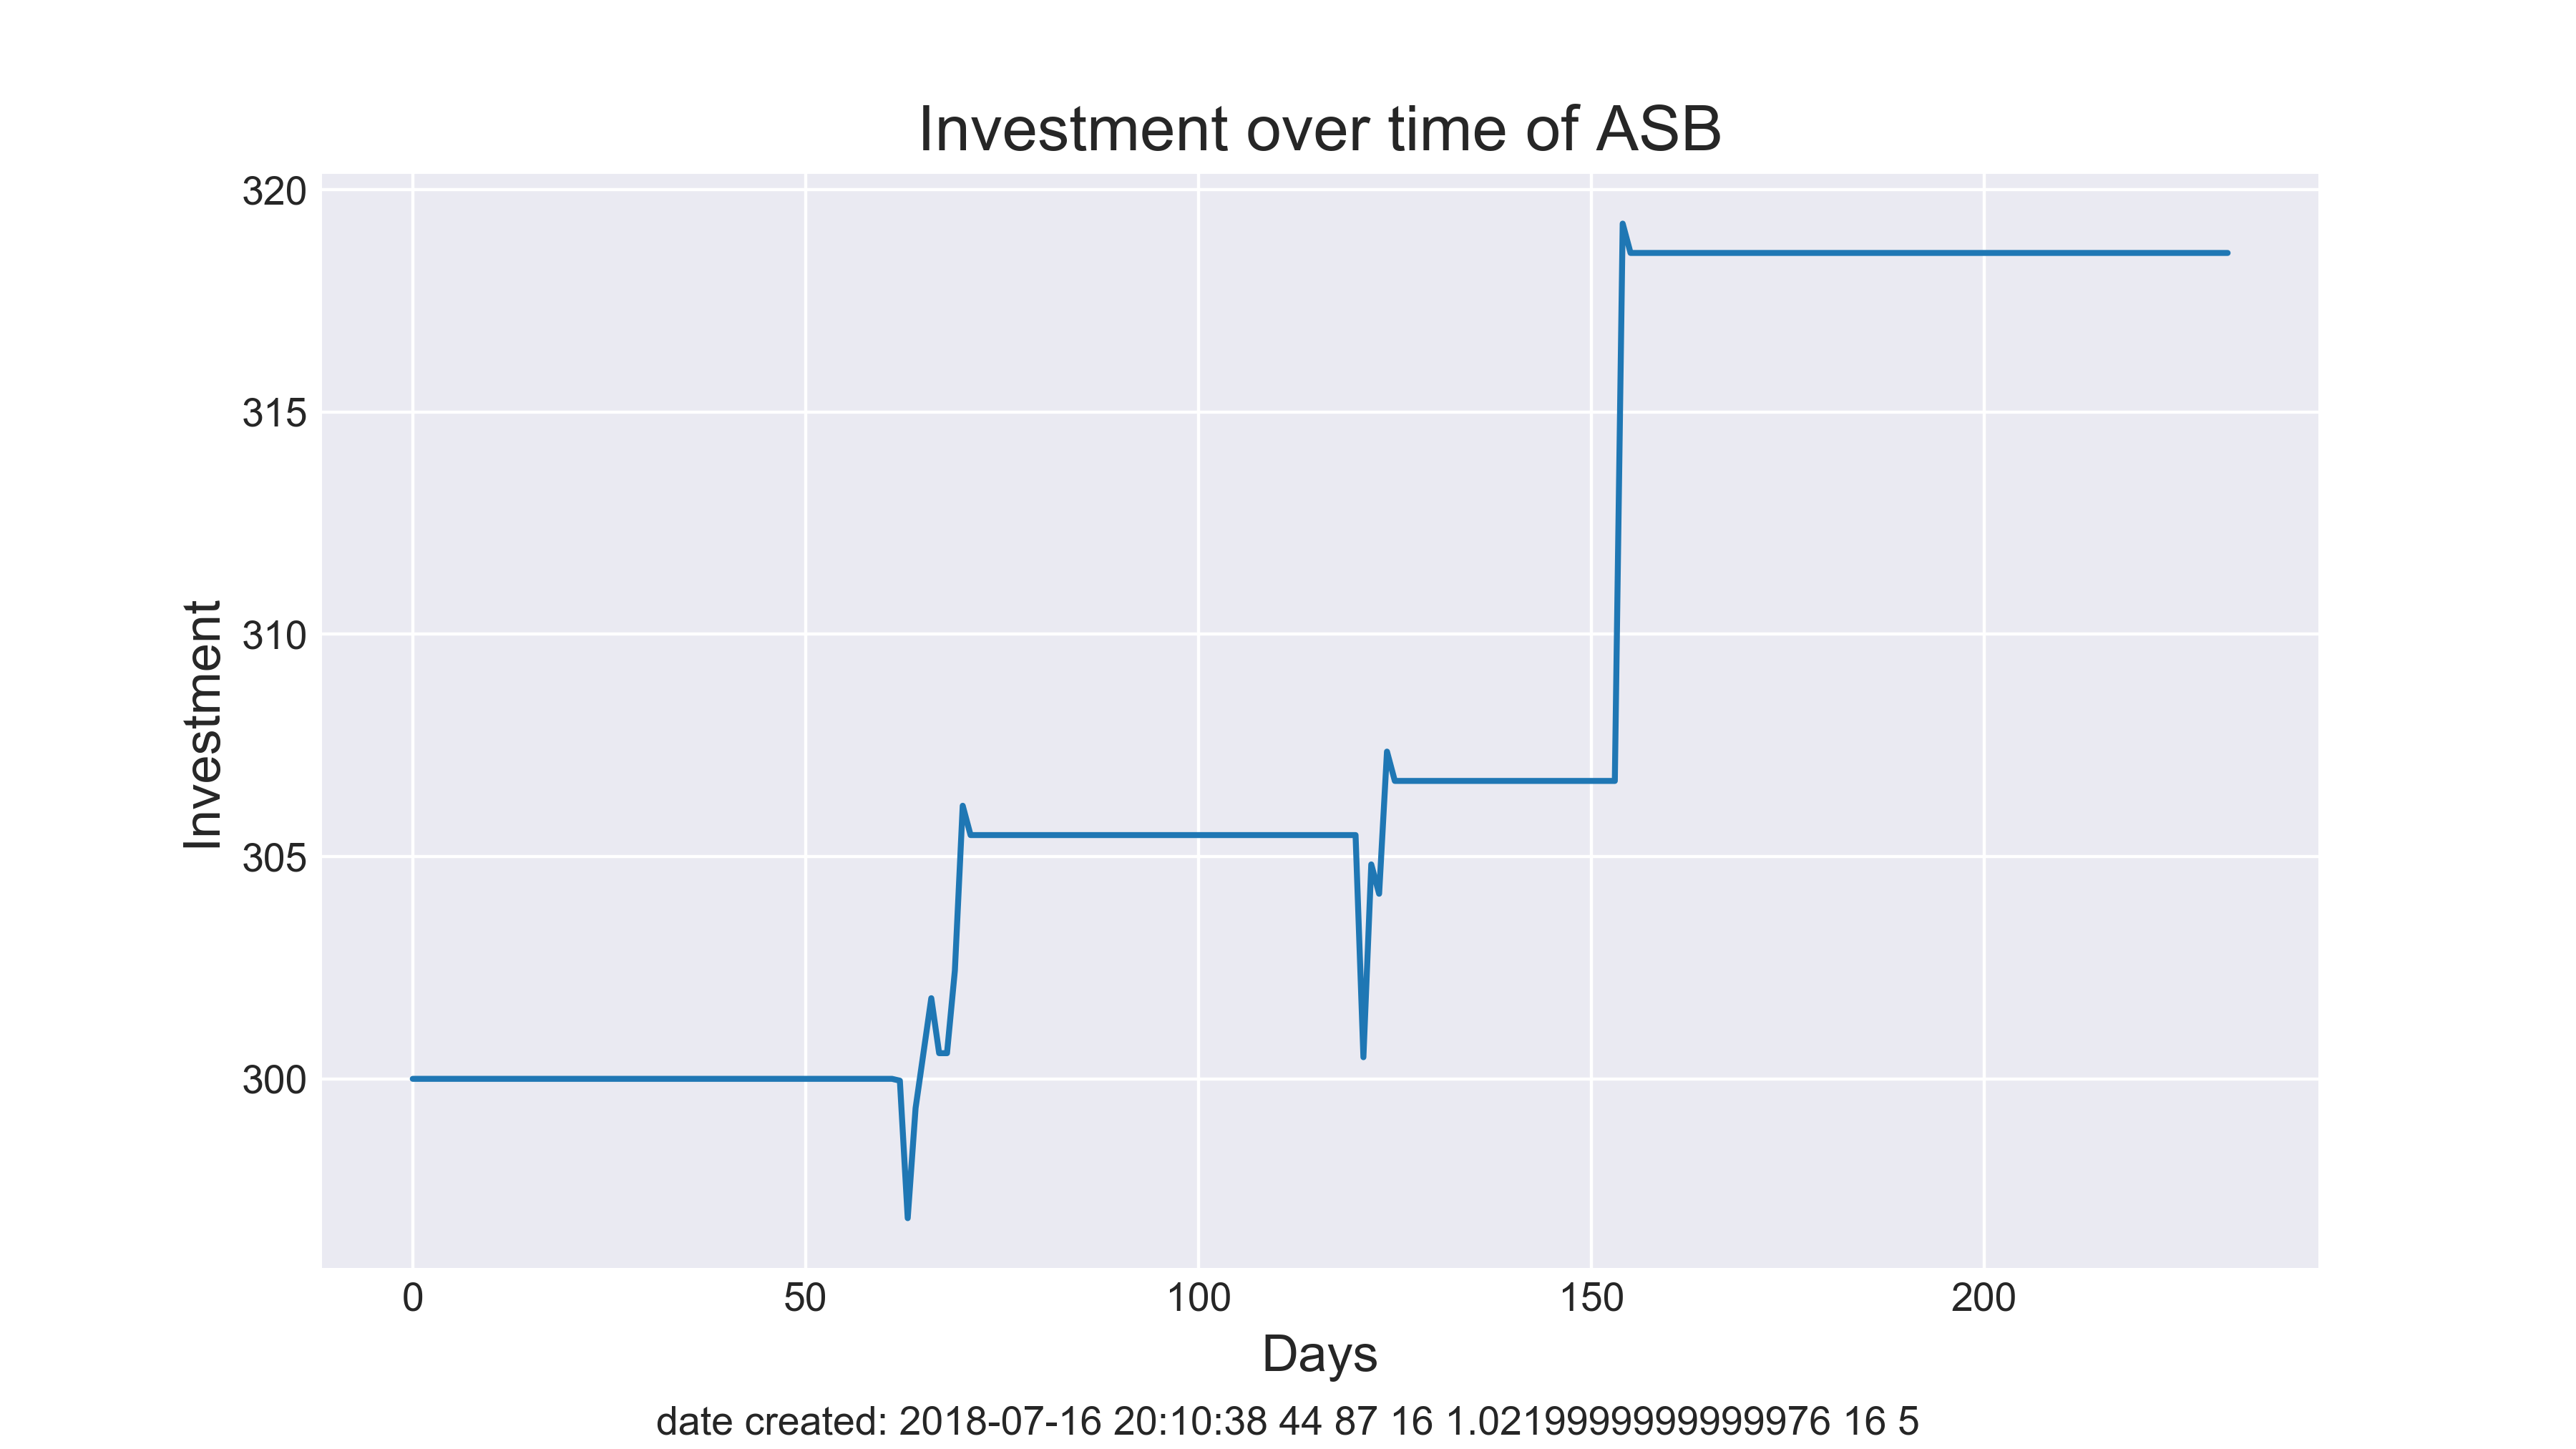 Investment over time of ASB
320
315
310
305
300
Investment
0 50 100 150 200
Days
date created: 2018-07-16 20:10:38 44 87 16 1.0219999999999976 16 5